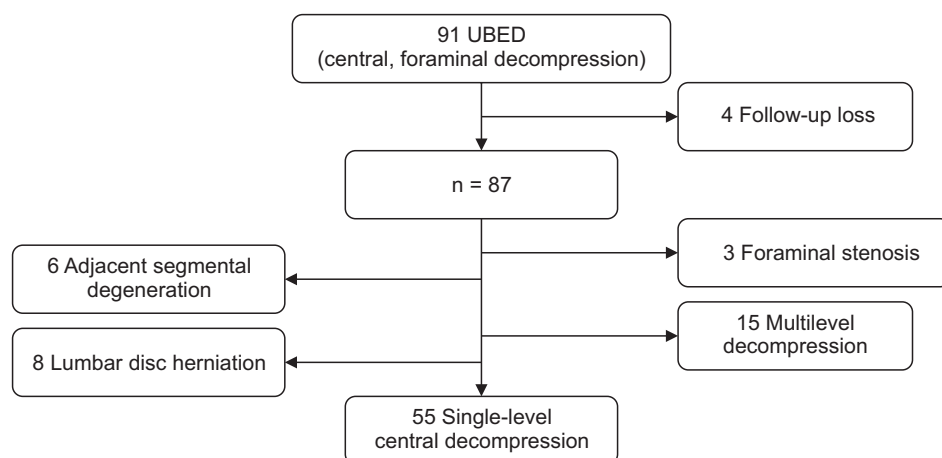 91 UBED
(central, foraminal decompression)
4 Follow-up loss
n = 87
3 Foraminal stenosis
6 Adjacent segmental
degeneration
15 Multilevel
decompression
8 Lumbar disc herniation
55 Single-level
central decompression